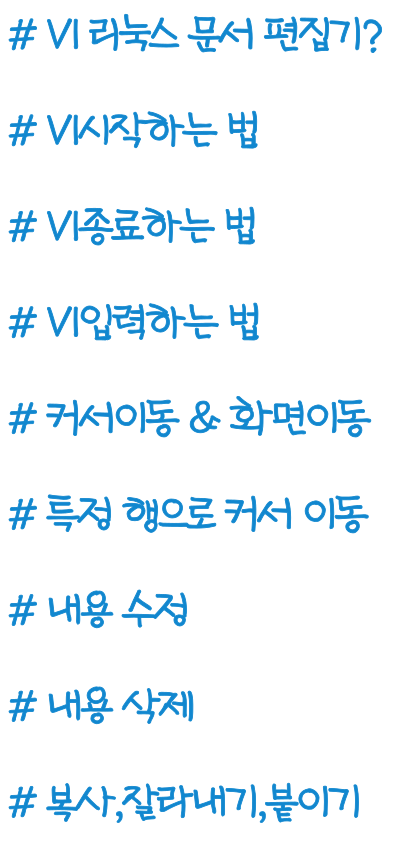 # VI 리눅스 문서 편집기?
# VI시작하는 법
# VI종료하는 법
# VI입력하는 법
# 커서이동 & 화면이동
# 특정 행으로 커서 이동
# 내용 수정
# 내용 삭제
# 복사,잘라내기,붙이기